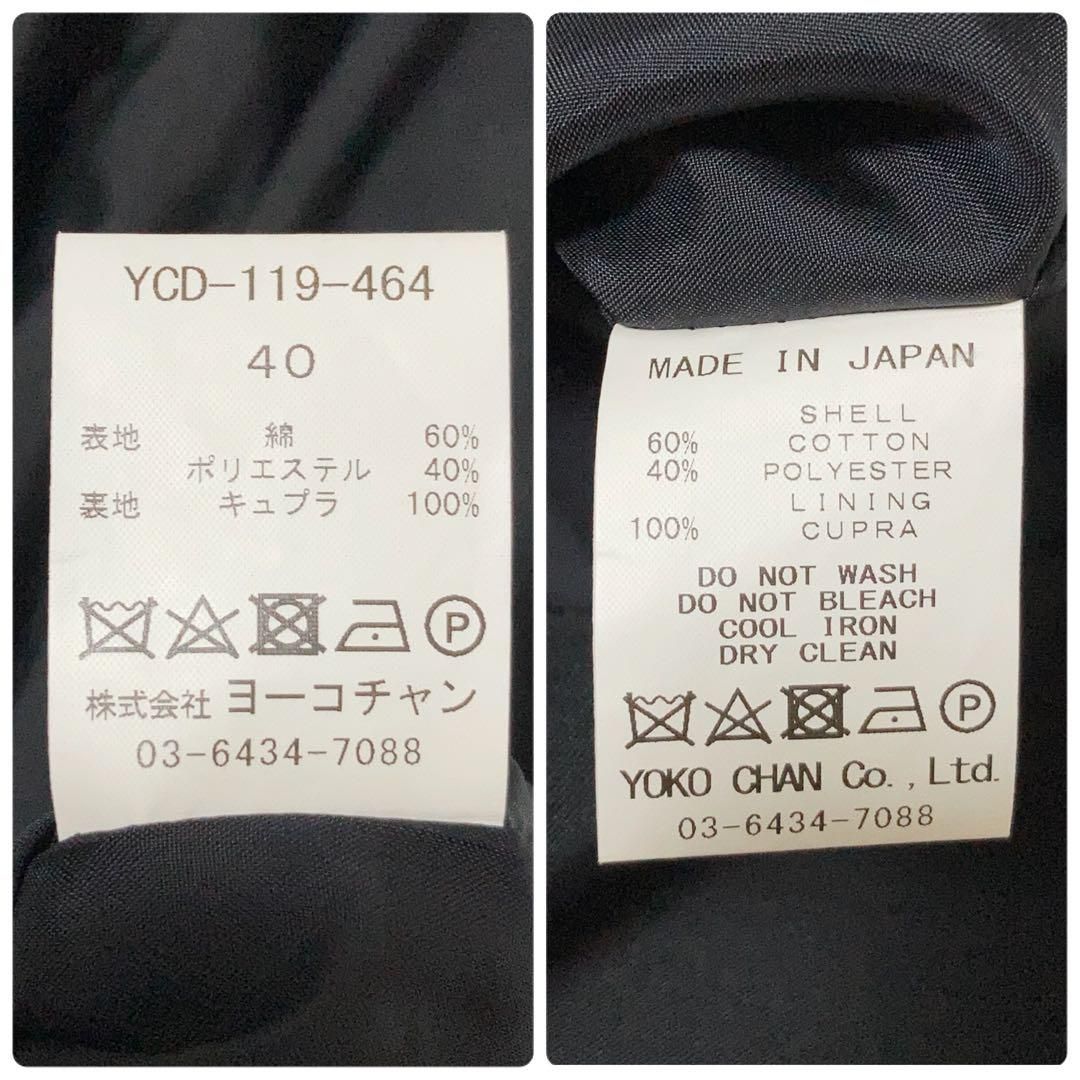 YCD-119-464
40
表地 綿 60%
ポリエステル 40%
裏地 キュプラ 100%
P
株式会社 ヨーコチャン
03-6434-7088
MADE IN JAPAN
SHELL
60% COTTON
40% POLYESTER
LINING
100% CUPRA
DO NOT WASH
DO NOT BLEACH
COOL IRON
DRY CLEAN
P
YOKO CHAN Co., Ltd.
03-6434-7088